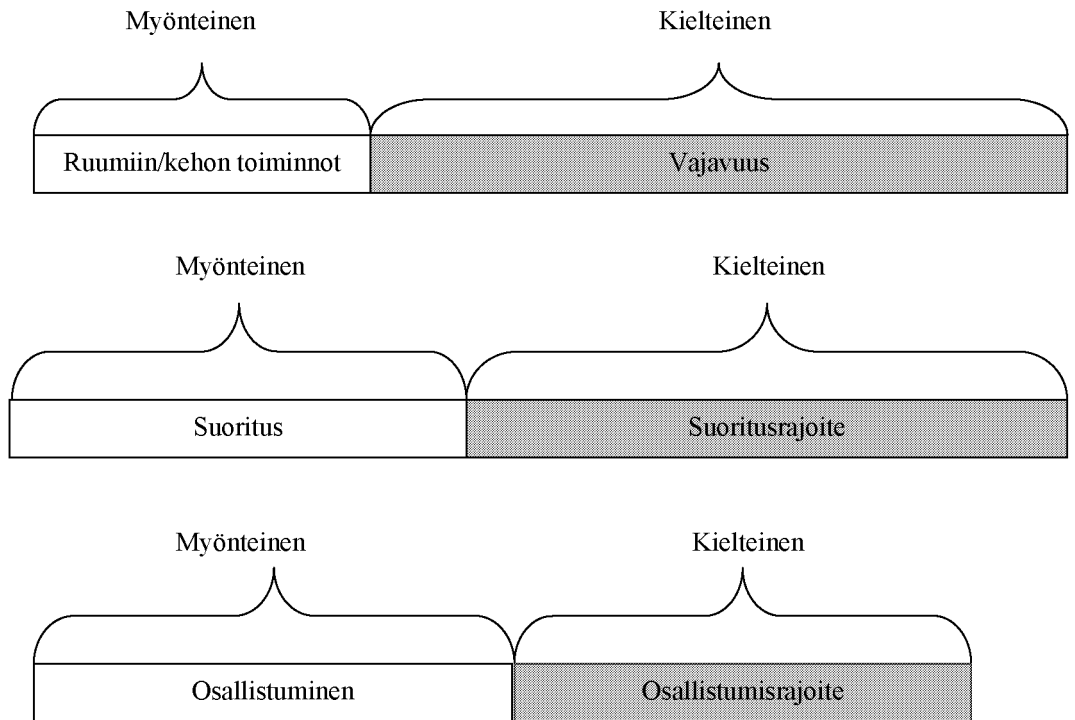 Myönteinen Kielteinen
Ruumiin/kehon toiminnot Vajavuus
Myönteinen Kielteinen
Suoritus Suoritusrajoite
Myönteinen Kielteinen
Osallistuminen Osallistumisrajoite